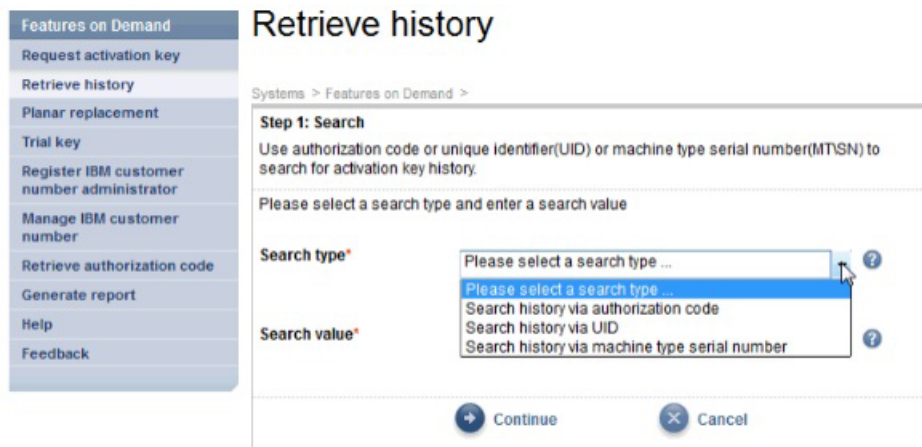 Features on Demand
Request activation key
Retrieve history
Planar replacement
Trial key
Register IBM customer
number administrator
Manage IBM customer
number
Retrieve authorization code
Generate report
Help
Feedback
Retrieve history
Systems > Features on Demand >
Step 1: Search
Use authorization code or unique identifier(UID) or machine type serial number(MT\SN) to
search for activation key history.
Please select a search type and enter a search value
Search type*
Please select a search type ...
?
Please select a search type ...
Search history via authorization code
Search history via UID
Search history via machine type serial number
Search value*
?
Continue
Cancel